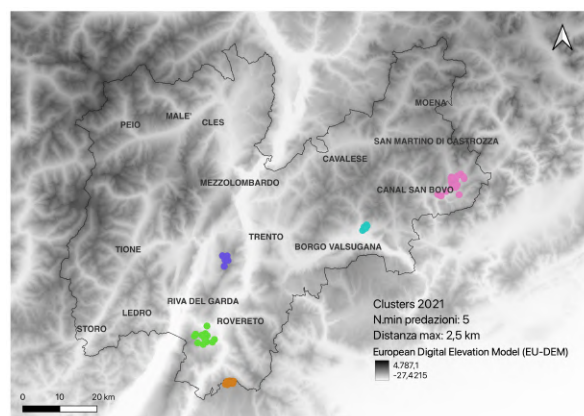 MOENA
MALE'
PEIO
CLES
SAN MARTINO DI CASTROZZA
CAVALESE
MEZZOLOMBARDO
CANAL SAN BOVO
TRENTO
TIONE
BORGO VALSUGANA
RIVA DEL GARDA
LEDRO
ROVERETO
STORO
Clusters 2021
N.min predazioni: 5
Distanza max: 2,5 km
European Digital Elevation Model (EU-DEM)
4.787,1
-27,4215
0 10 20 km